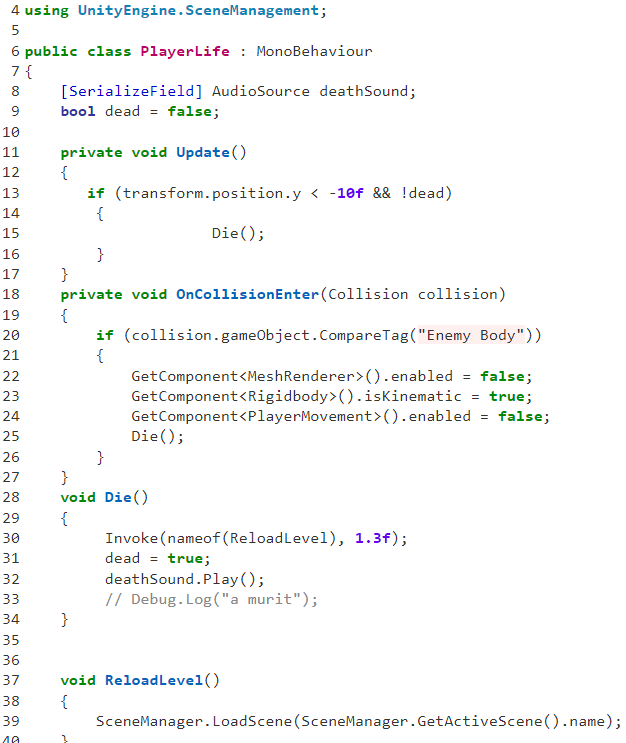 4 using UnityEngine.SceneManagement;
5
6 public class PlayerLife : MonoBehaviour
7 {
8     [SerializeField] AudioSource deathSound;
9     bool dead = false;
10
11     private void Update()
12     {
13        if (transform.position.y < -10f && !dead)
14         {
15                      Die();
16         }
17     }
18     private void OnCollisionEnter(Collision collision)
19     {
20         if (collision.gameObject.CompareTag("Enemy Body"))
21         {
22             GetComponent<MeshRenderer>().enabled = false;
23             GetComponent<Rigidbody>().isKinematic = true;
24             GetComponent<PlayerMovement>().enabled = false;
25             Die();
26         }
27     }
28     void Die()
29     {
30          Invoke(nameof(ReloadLevel), 1.3f);
31          dead = true;
32          deathSound.Play();
33          // Debug.Log("a murit");
34     }
35
36
37     void ReloadLevel()
38     {
39         SceneManager.LoadScene(SceneManager.GetActiveScene().name);
40     }